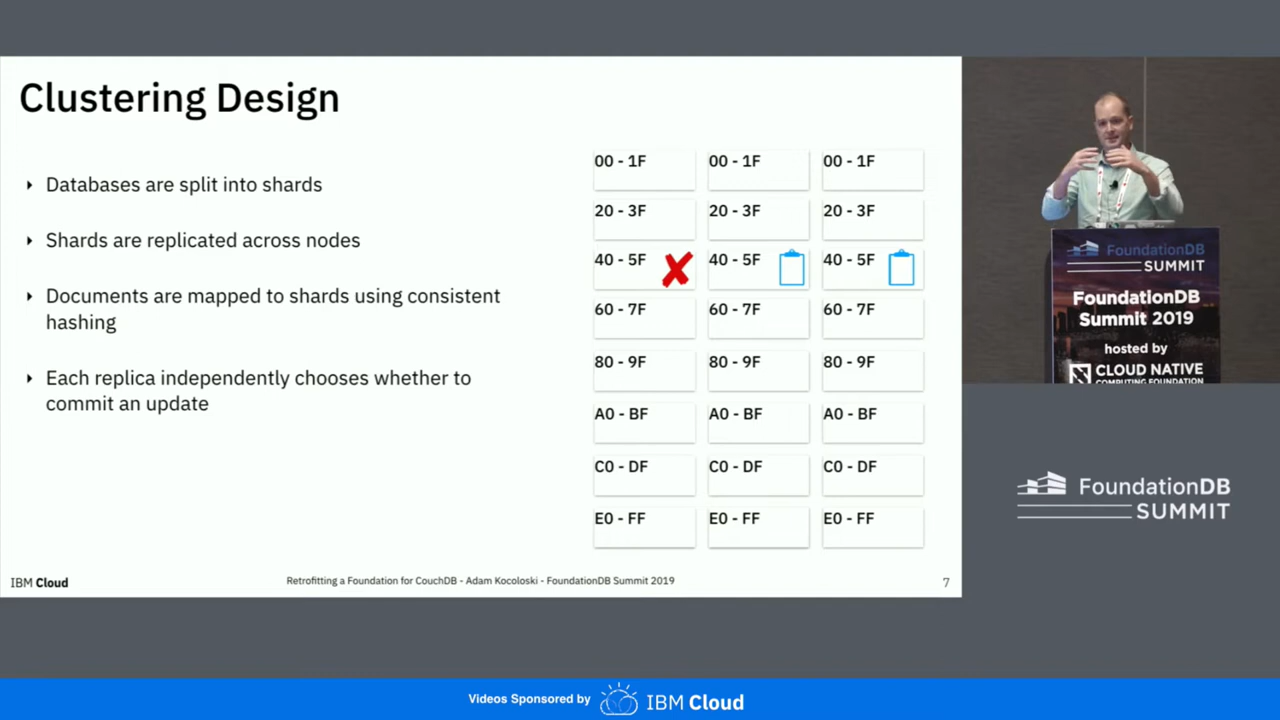 Clustering Design
‣ Databases are split into shards
‣ Shards are replicated across nodes
‣ Documents are mapped to shards using consistent
hashing
‣ Each replica independently chooses whether to
commit an update
00 - 1F 00 - 1F 00 - 1F
20 - 3F 20 - 3F 20 - 3F
40 - 5F 40 - 5F 40 - 5F
60 - 7F 60 - 7F 60 - 7F
80 - 9F 80 - 9F 80 - 9F
A0 - BF A0 - BF A0 - BF
C0 - DF C0 - DF C0 - DF
E0 - FF E0 - FF E0 - FF
IBM Cloud
Retrofitting a Foundation for CouchDB - Adam Kocoloski - FoundationDB Summit 2019
7
FoundationDB
SUMMIT
FoundationDB
Summit 2019
hosted by
CLOUD NATIVE
COMPUTING FOUNDATION
FoundationDB
SUMMIT
Videos Sponsored by IBM Cloud